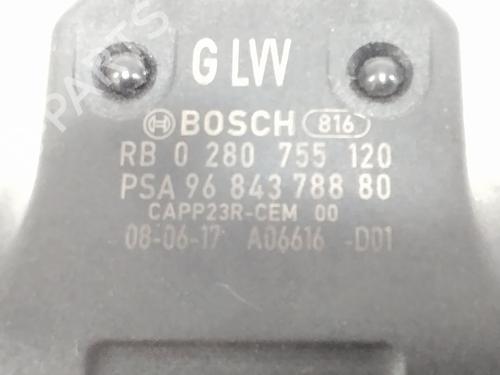 G LW
BOSCH 816
RB 0 280 755 120
PSA 96 843 788 80
CAPP23R-CEM 00
08-06-17 A06616 -D01